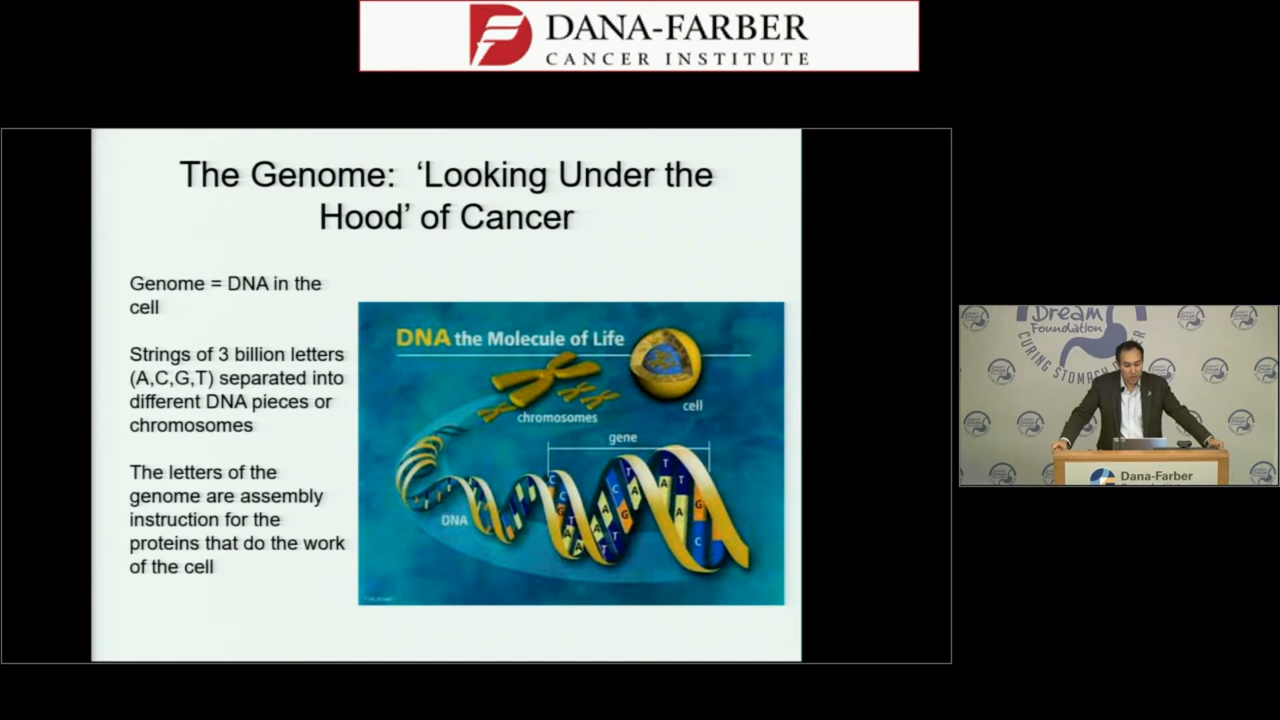 DANA-FARBER
CANCER INSTITUTE
The Genome: ‘Looking Under the
Hood’ of Cancer
Genome = DNA in the
cell
Strings of 3 billion letters
(A,C,G,T) separated into
different DNA pieces or
chromosomes
The letters of the
genome are assembly
instruction for the
proteins that do the work
of the cell
DNA the Molecule of Life
chromosomes
cell
gene
DNA
Dream
Foundation
CURING STOMACH
Dana-Farber